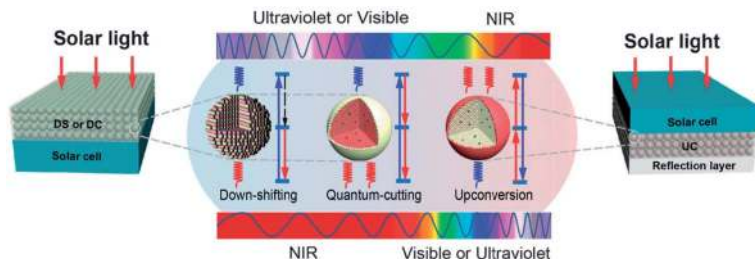 Ultraviolet or Visible
NIR
Solar light
Solar light
DS or DC
Solar cell
Solar cell
UC
Reflection layer
Down-shifting
Quantum-cutting
Upconversion
NIR
Visible or Ultraviolet